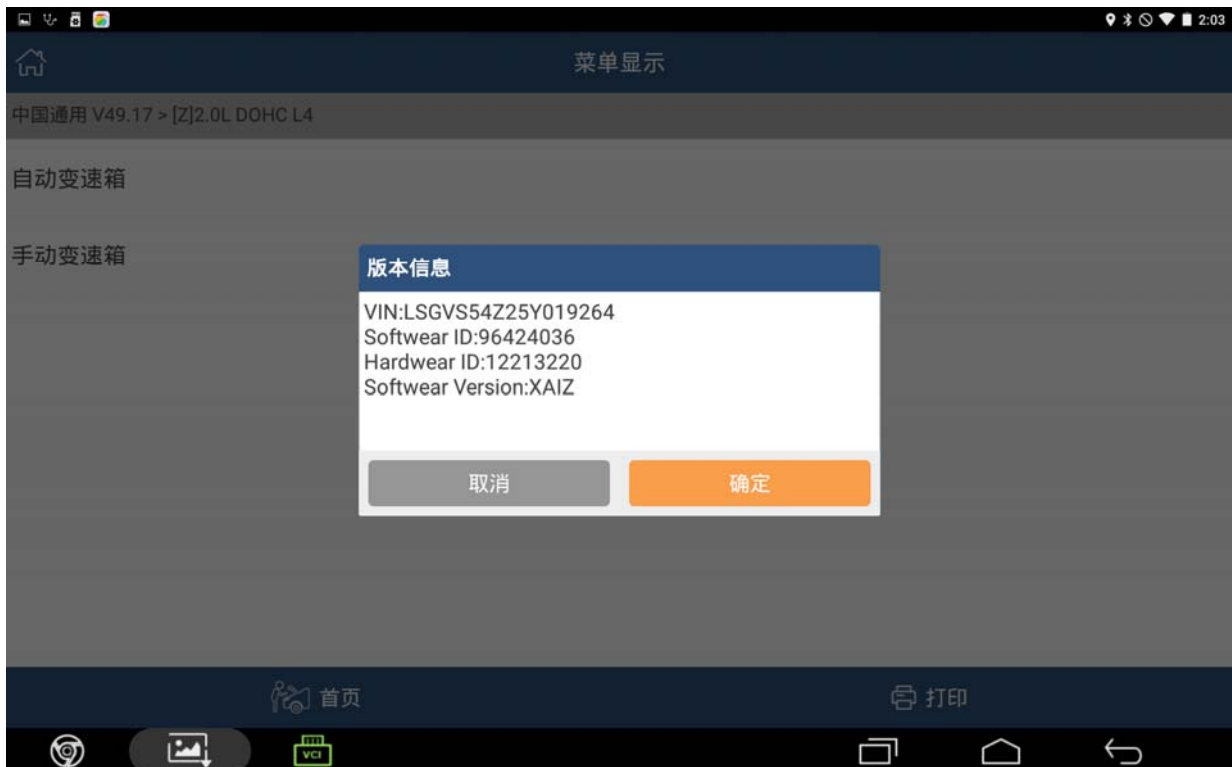 2:03
菜单显示
中国通用 V49.17 > [Z]2.0L DOHC L4
自动变速箱
手动变速箱
版本信息
VIN:LSGVS54Z25Y019264
Softwear ID:96424036
Hardwear ID:12213220
Softwear Version:XAIZ
取消 确定
首页 打印
VCI